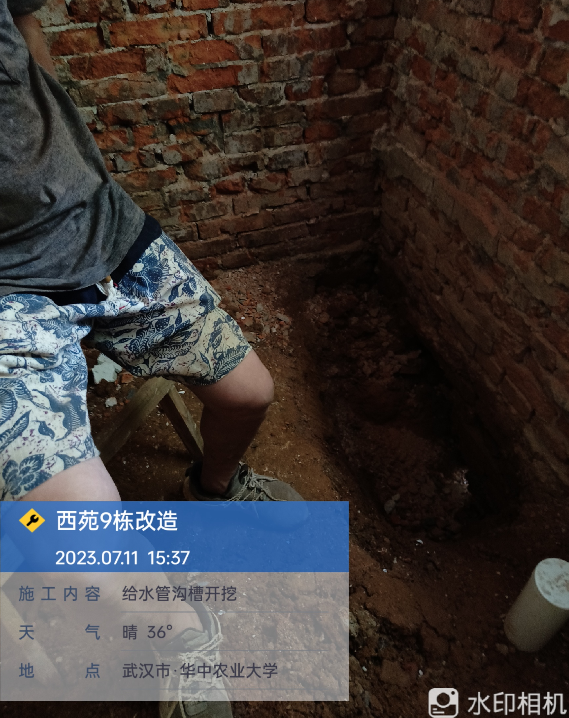 西苑9栋改造
2023.07.11 15:37
施工内容 给水管沟槽开挖
天气 晴 36°
地点 武汉市·华中农业大学
水印相机